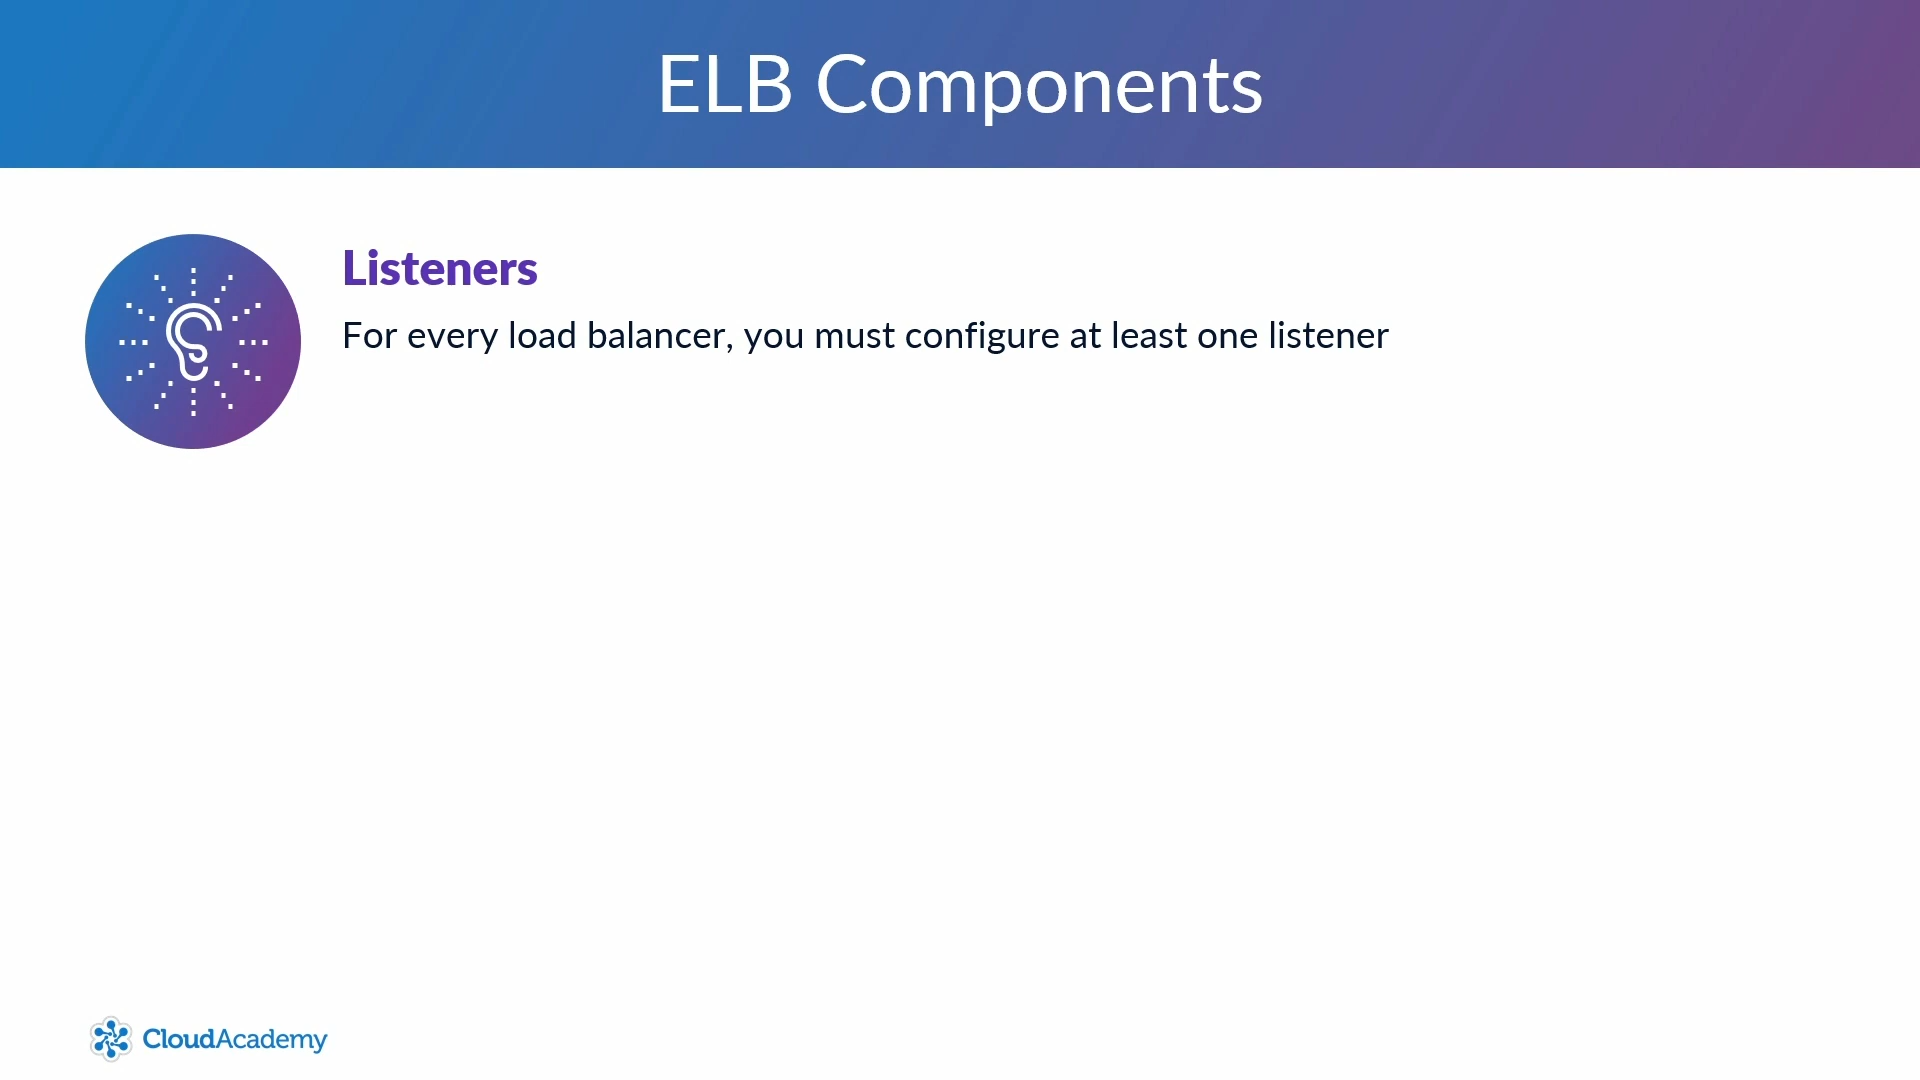 ELB Components
Listeners
For every load balancer, you must configure at least one listener
CloudAcademy